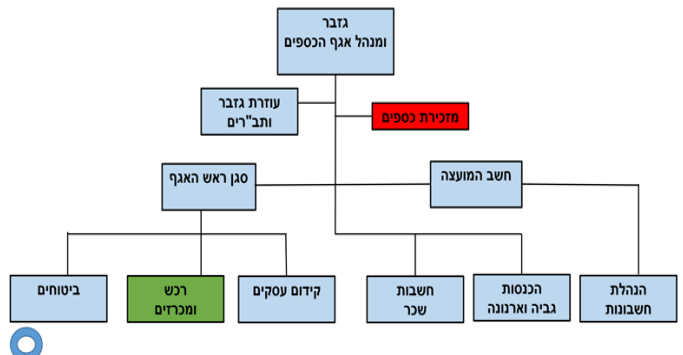 גזבר
ומנהל אגף הכספים
עוזרת גזבר
ותב"רים
מזכירת כספים
חשב המועצה
סגן ראש האגף
הנהלת
חשבונות
הכנסות
גביה וארנונה
חשבות
שכר
קידום עסקים
רכש
ומכרזים
ביטוחים